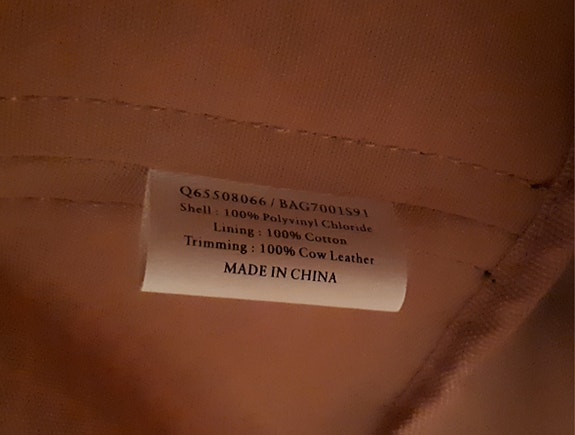 Q65508066 / BAG7001S91
Shell : 100% Polyvinyl Chloride
Lining : 100% Cotton
Trimming : 100% Cow Leather
MADE IN CHINA